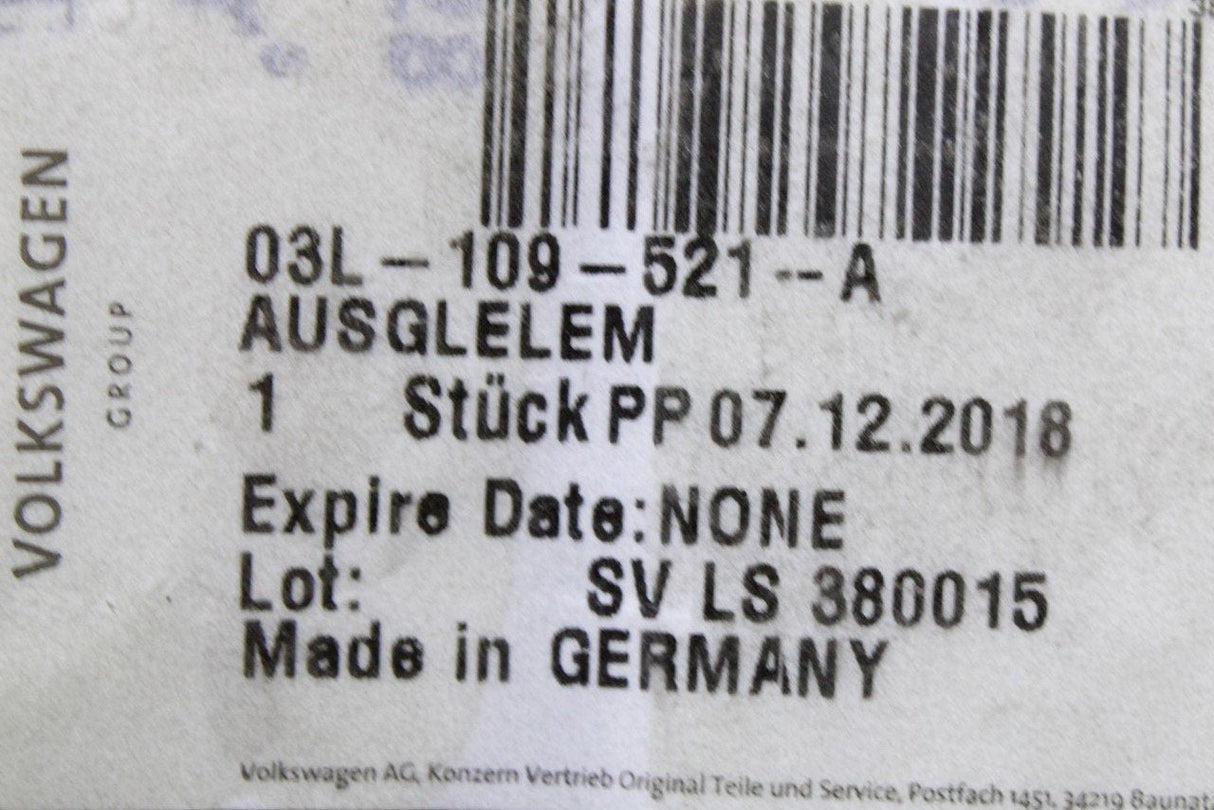 VOLKSWAGEN
GROUP
03L-109-521--A
AUSGLELEM
1 Stück PP 07.12.2018
Expire Date:NONE
Lot: SV LS 380015
Made in GERMANY
Volkswagen AG, Konzern Vertrieb Original Teile und Service, Postfach 1451, 34219